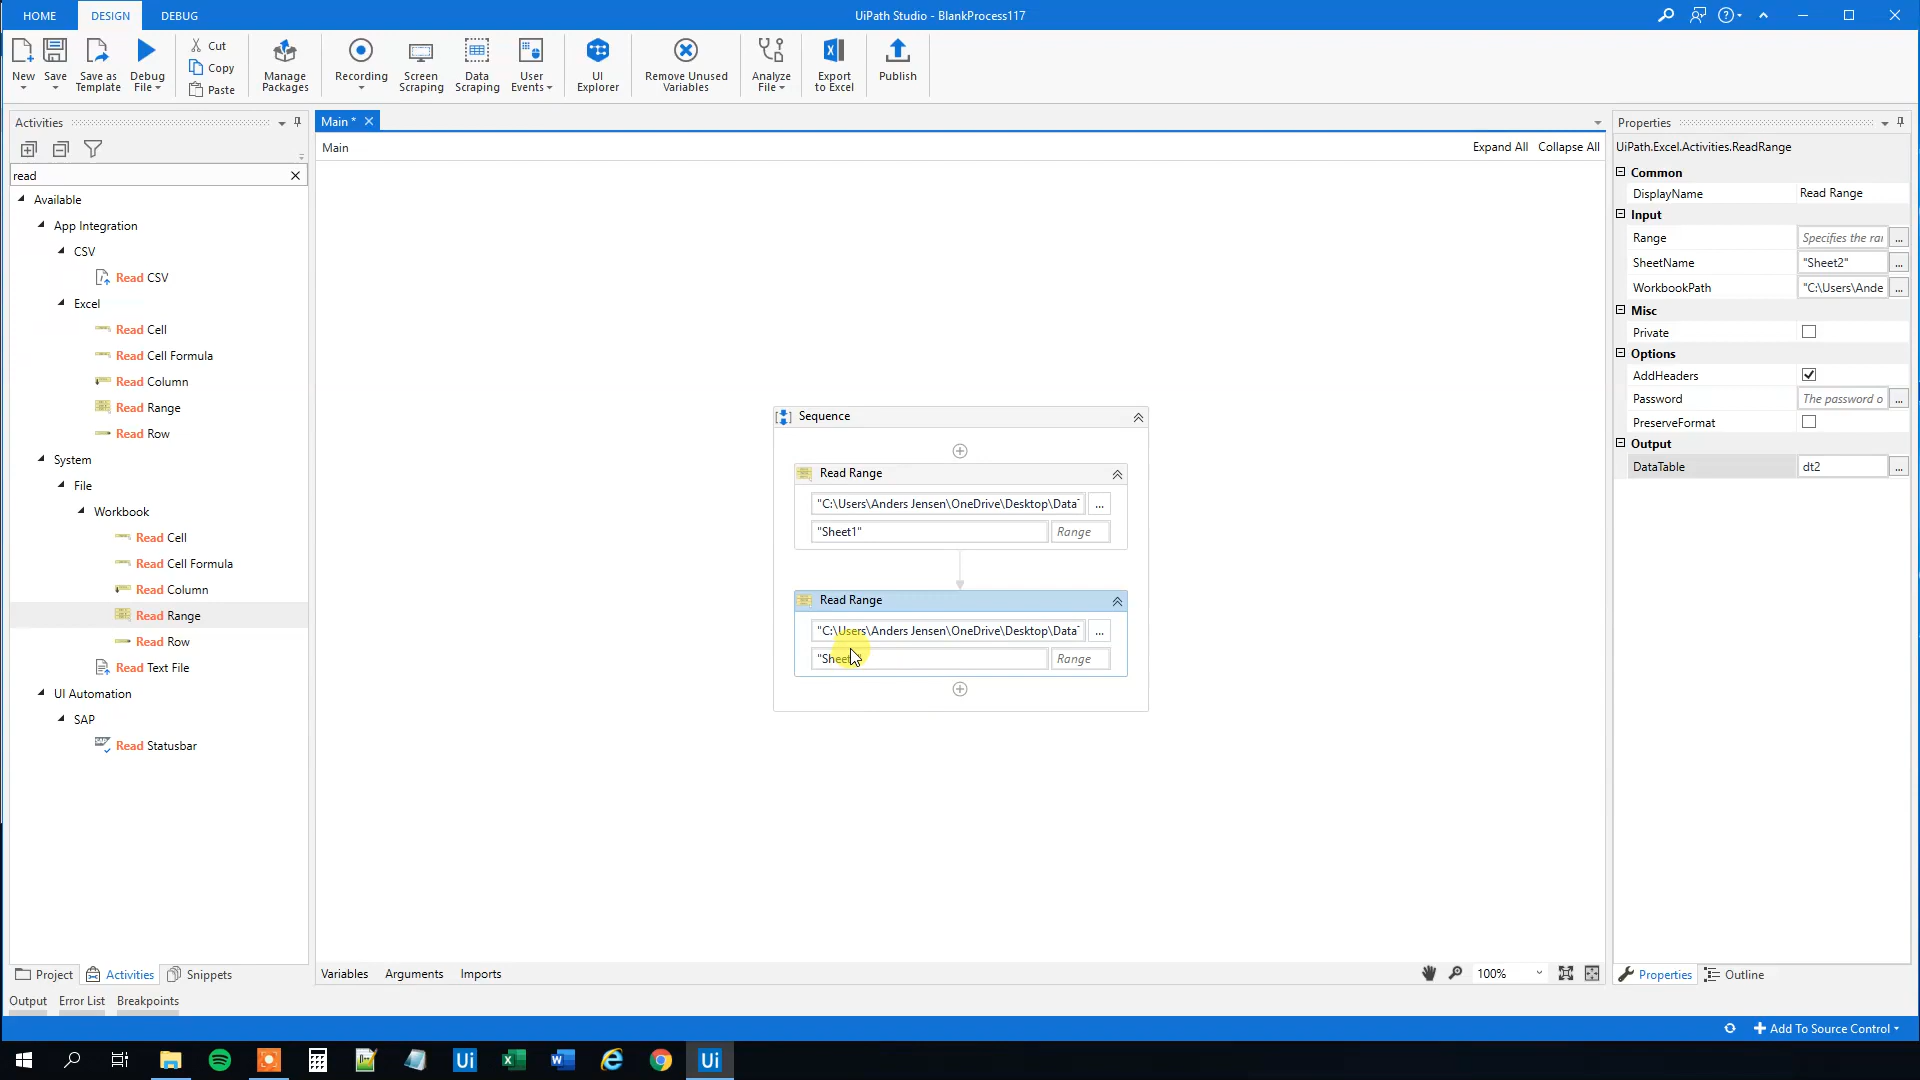 HOME
DESIGN
DEBUG
UiPath Studio - BlankProcess117
New
Save
Save as Template
Debug File
Cut
Copy
Paste
Manage Packages
Recording
Screen Scraping
Data Scraping
User Events
UI Explorer
Remove Unused Variables
Analyze File
Export to Excel
Publish
Activities
read
Available
App Integration
CSV
Read CSV
Excel
Read Cell
Read Cell Formula
Read Column
Read Range
Read Row
System
File
Workbook
Read Cell
Read Cell Formula
Read Column
Read Range
Read Row
Read Text File
UI Automation
SAP
Read Statusbar
Project
Activities
Snippets
Main *
Main
Expand All
Collapse All
Sequence
Read Range
"C:\Users\Anders Jensen\OneDrive\Desktop\Data
...
"Sheet1"
Range
Read Range
"C:\Users\Anders Jensen\OneDrive\Desktop\Data
...
Range
Variables
Arguments
Imports
100%
Properties
UiPath.Excel.Activities.ReadRange
Common
DisplayName Read Range
Input
Range Specifies the rai ...
SheetName "Sheet2" ...
WorkbookPath "C:\Users\Ande ...
Misc
Private
Options
AddHeaders
Password The password o ...
PreserveFormat
Output
DataTable dt2 ...
Properties
Outline
Output
Error List
Breakpoints
Add To Source Control
Ui
Ui